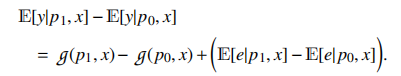 𝔼[y|p₁, x] − 𝔼[y|p₀, x]
= g(p₁, x) − g(p₀, x) + (𝔼[e|p₁, x] − 𝔼[e|p₀, x]).